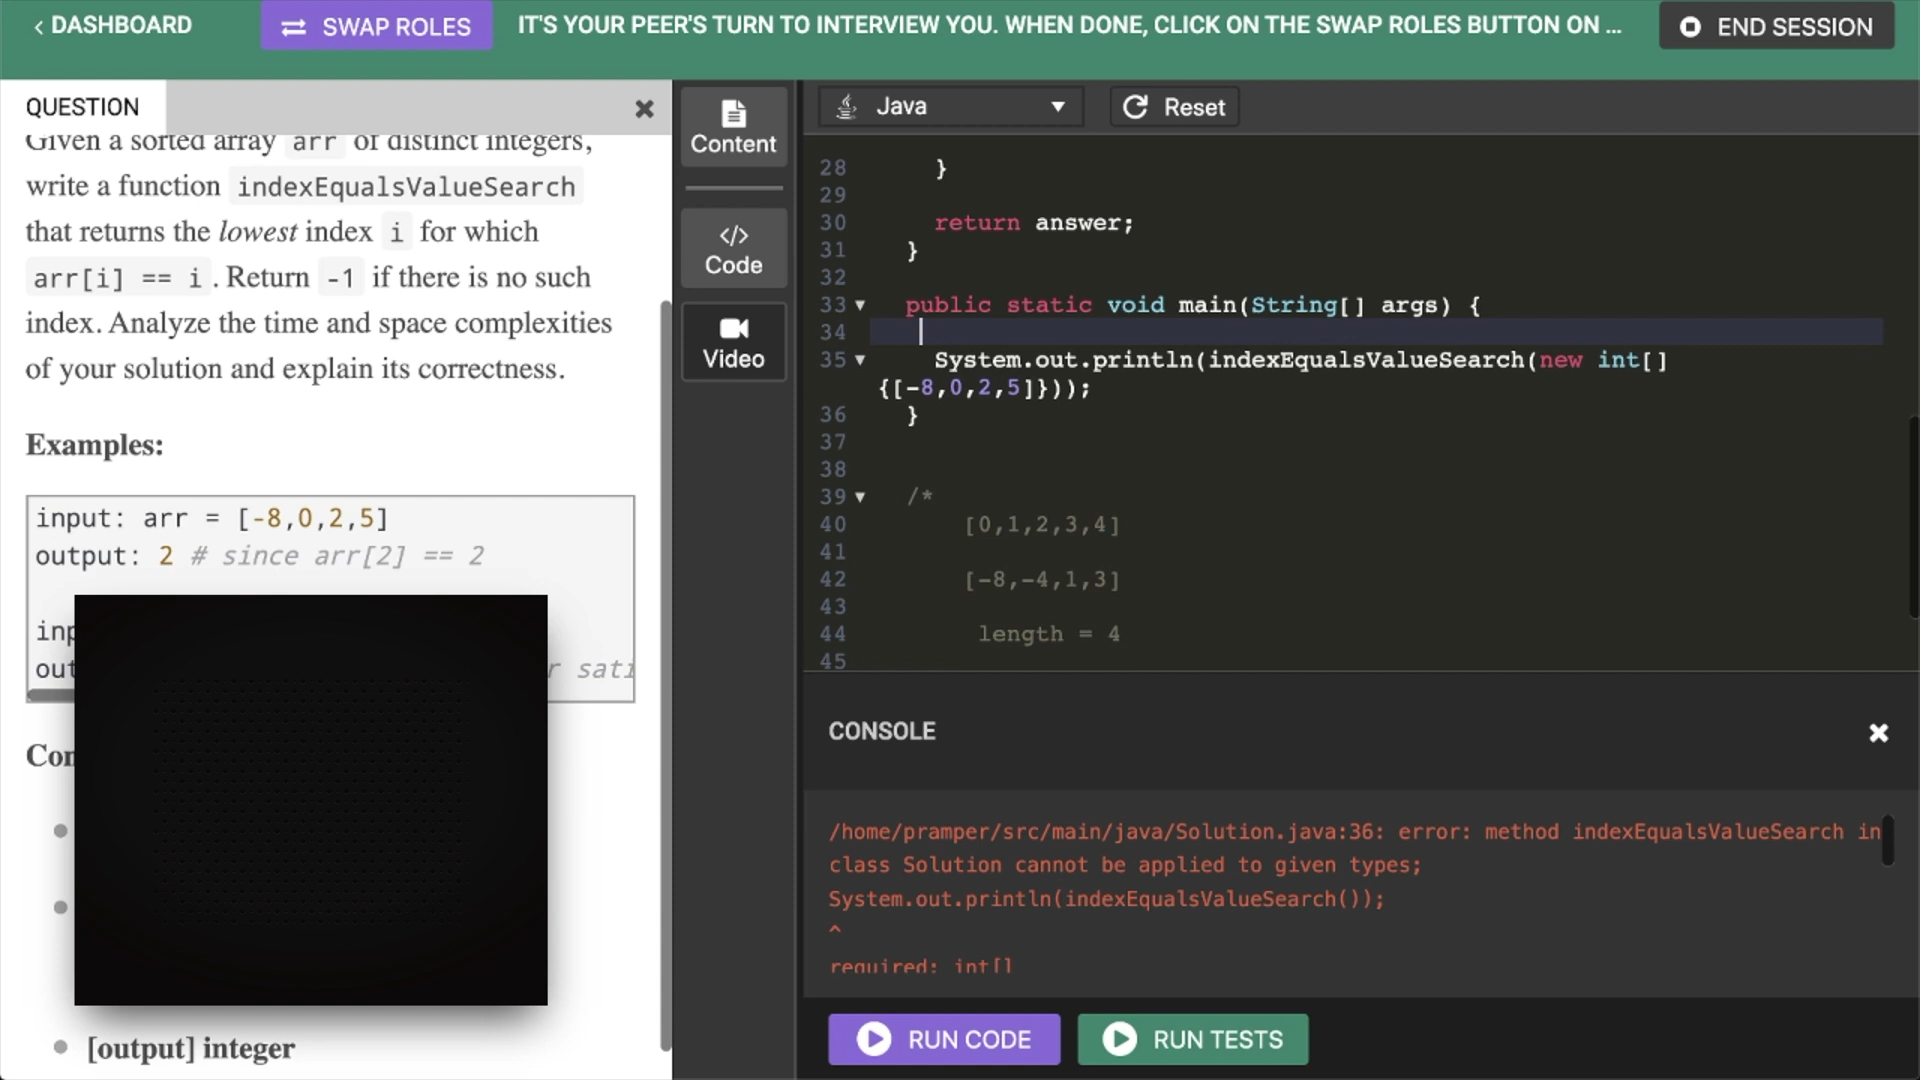 DASHBOARD
SWAP ROLES
IT'S YOUR PEER'S TURN TO INTERVIEW YOU. WHEN DONE, CLICK ON THE SWAP ROLES BUTTON ON ...
END SESSION
QUESTION
Given a sorted array arr of distinct integers,
write a function indexEqualsValueSearch
that returns the lowest index i for which
arr[i] == i. Return -1 if there is no such
index. Analyze the time and space complexities
of your solution and explain its correctness.
Examples:
input: arr = [-8,0,2,5]
output: 2 # since arr[2] == 2
inp
out r sati
Con
[output] integer
Content
Code
Video
Java
Reset
28 }
29
30 return answer;
31 }
32
33 public static void main(String[] args) {
34
35 System.out.println(indexEqualsValueSearch(new int[]
{[-8,0,2,5]}));
36 }
37
38
39 /*
40 [0,1,2,3,4]
41
42 [-8,-4,1,3]
43
44 length = 4
45
CONSOLE
/home/pramper/src/main/java/Solution.java:36: error: method indexEqualsValueSearch in
class Solution cannot be applied to given types;
System.out.println(indexEqualsValueSearch());
^
required: int[]
RUN CODE
RUN TESTS